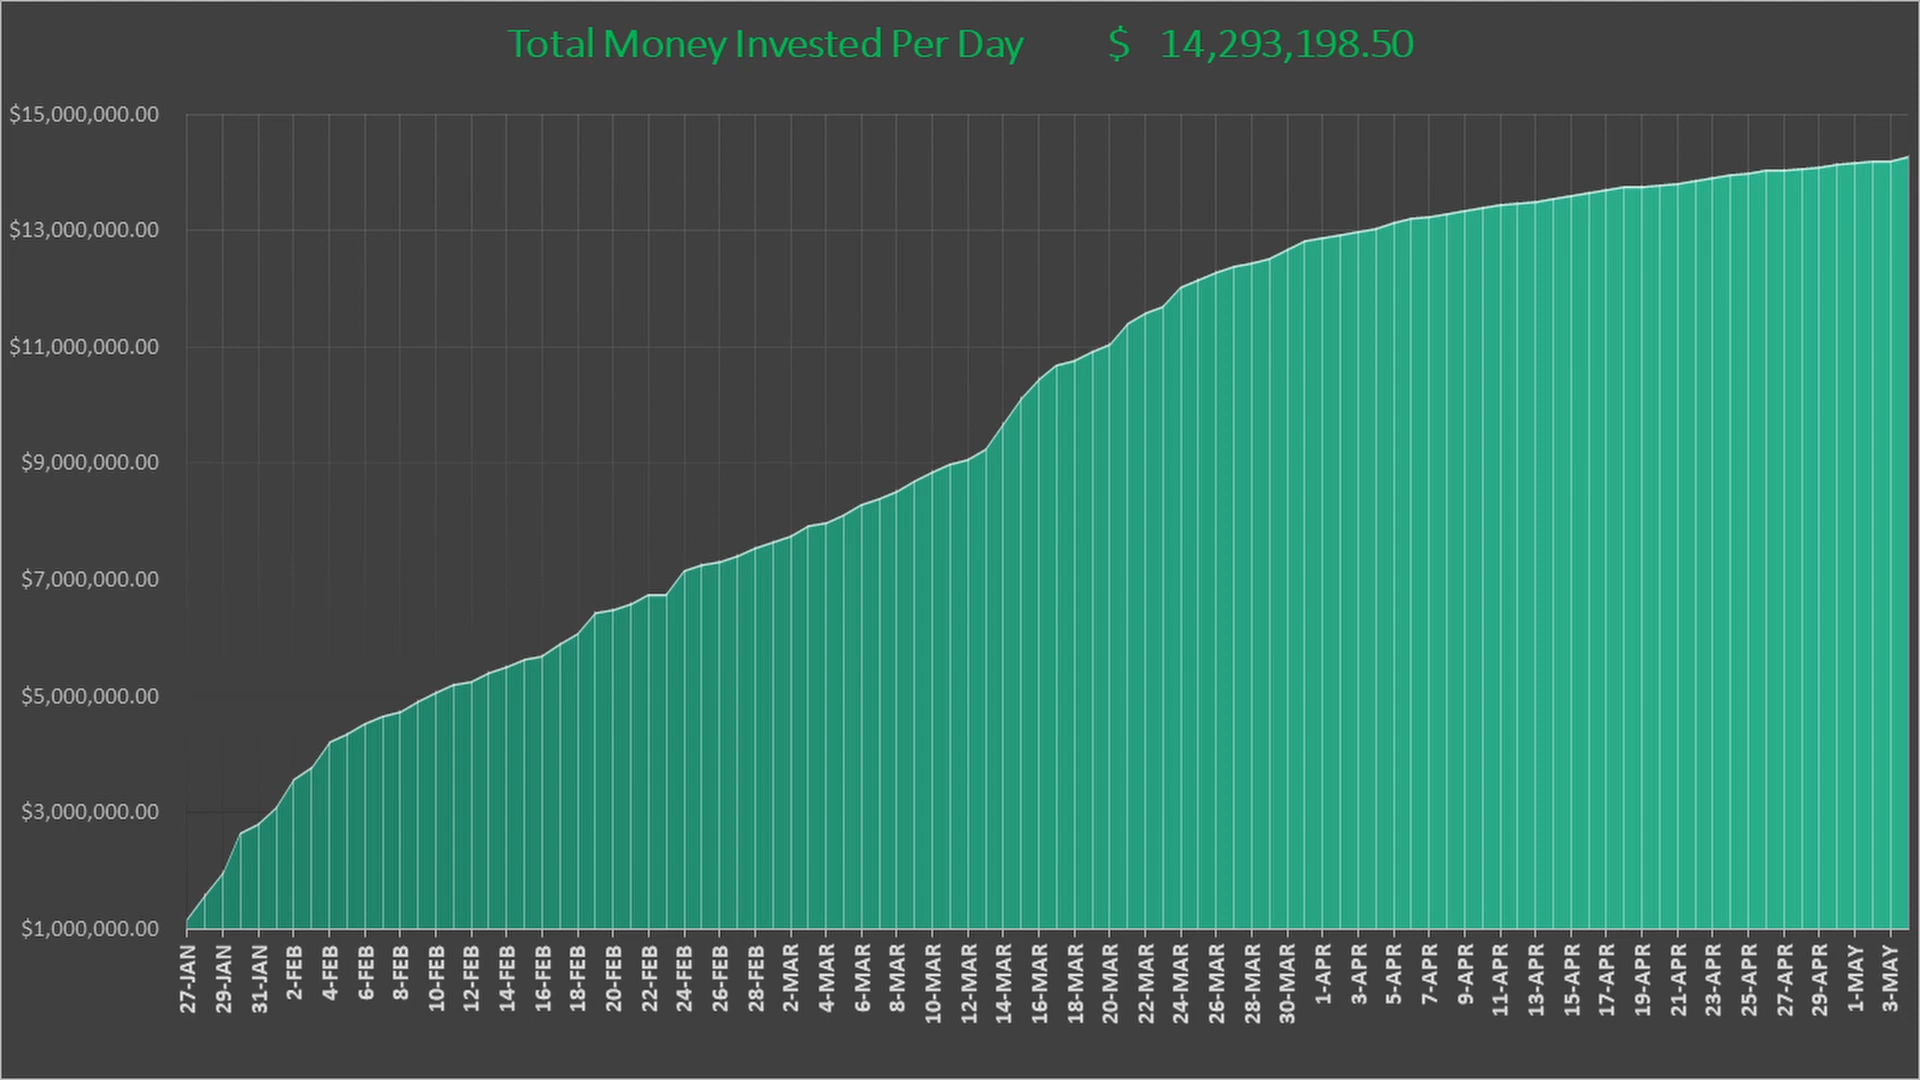 Total Money Invested Per Day $ 14,293,198.50
$15,000,000.00
$13,000,000.00
$11,000,000.00
$9,000,000.00
$7,000,000.00
$5,000,000.00
$3,000,000.00
$1,000,000.00
27-JAN
29-JAN
31-JAN
2-FEB
4-FEB
6-FEB
8-FEB
10-FEB
12-FEB
14-FEB
16-FEB
18-FEB
20-FEB
22-FEB
24-FEB
26-FEB
28-FEB
2-MAR
4-MAR
6-MAR
8-MAR
10-MAR
12-MAR
14-MAR
16-MAR
18-MAR
20-MAR
22-MAR
24-MAR
26-MAR
28-MAR
30-MAR
1-APR
3-APR
5-APR
7-APR
9-APR
11-APR
13-APR
15-APR
17-APR
19-APR
21-APR
23-APR
25-APR
27-APR
29-APR
1-MAY
3-MAY